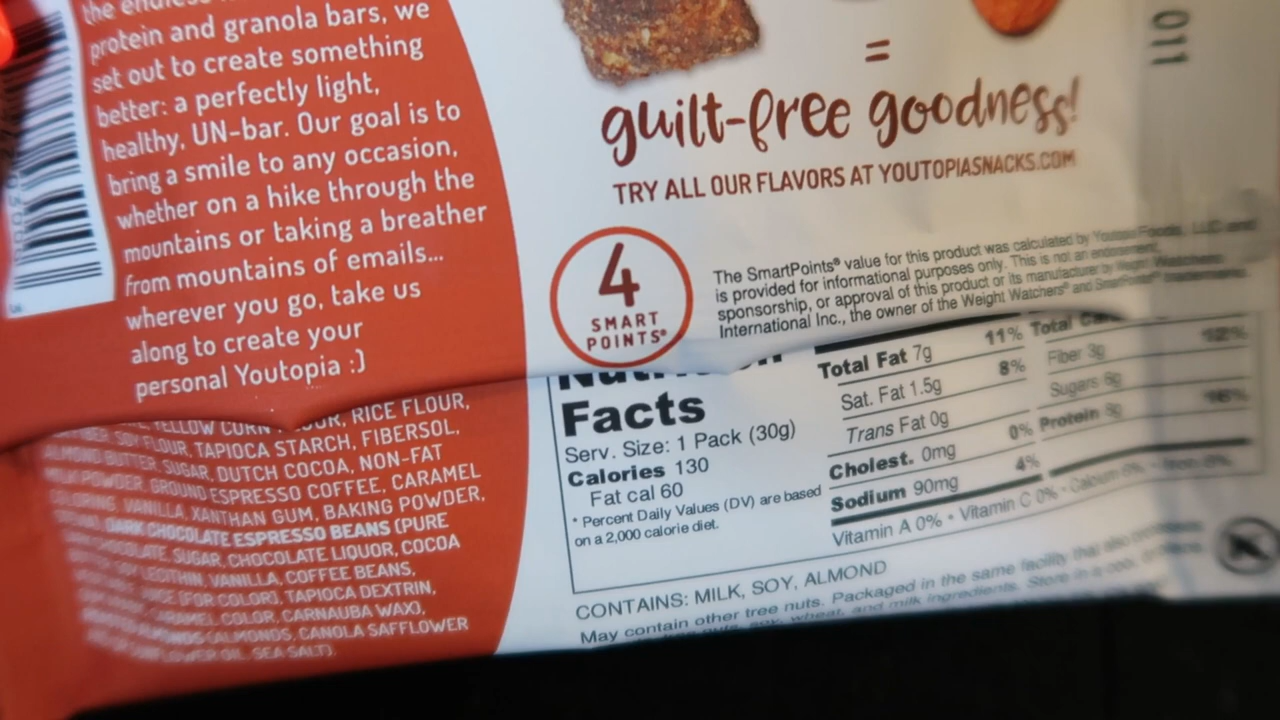 the endless
protein and granola bars, we
set out to create something
better: a perfectly light,
healthy, UN-bar. Our goal is to
bring a smile to any occasion,
whether on a hike through the
mountains or taking a breather
from mountains of emails...
wherever you go, take us
along to create your
personal Youtopia :)
YELLOW CORN RICE FLOUR,
SOY FLOUR, TAPIOCA STARCH, FIBERSOL,
ALMOND BUTTER, SUGAR, DUTCH COCOA, NON-FAT
MILK POWDER, GROUND ESPRESSO COFFEE, CARAMEL
COLORING, VANILLA, XANTHAN GUM, BAKING POWDER,
DARK CHOCOLATE ESPRESSO BEANS (PURE
CHOCOLATE, SUGAR, CHOCOLATE LIQUOR, COCOA
SOY LECITHIN, VANILLA, COFFEE BEANS,
(FOR COLOR), TAPIOCA DEXTRIN,
CARAMEL COLOR, CARNAUBA WAX),
(ALMONDS, CANOLA SAFFLOWER
SUNFLOWER OIL, SEA SALT).
=
guilt-free goodness!
TRY ALL OUR FLAVORS AT YOUTOPIASNACKS.COM
4
SMART
POINTS®
The SmartPoints® value for this product was calculated by Youtopia Foods, LLC and
is provided for informational purposes only. This is not an endorsement,
sponsorship, or approval of this product or its manufacturer by Weight Watchers
International Inc., the owner of the Weight Watchers® and SmartPoints®
Nutrition
Facts
Serv. Size: 1 Pack (30g)
Calories 130
Fat cal 60
* Percent Daily Values (DV) are based
on a 2,000 calorie diet.
Total Fat 7g 11%
Sat. Fat 1.5g 8%
Trans Fat 0g
Cholest. 0mg 0%
Sodium 90mg 4%
Total Carb 12%
Fiber 3g
Sugars 6g
Protein 8g 16%
Vitamin A 0% • Vitamin C 0% • Calcium
CONTAINS: MILK, SOY, ALMOND
May contain other tree nuts. Packaged in the same facility that also
tree nuts, soy, wheat, and milk ingredients. Store in a cool,
011